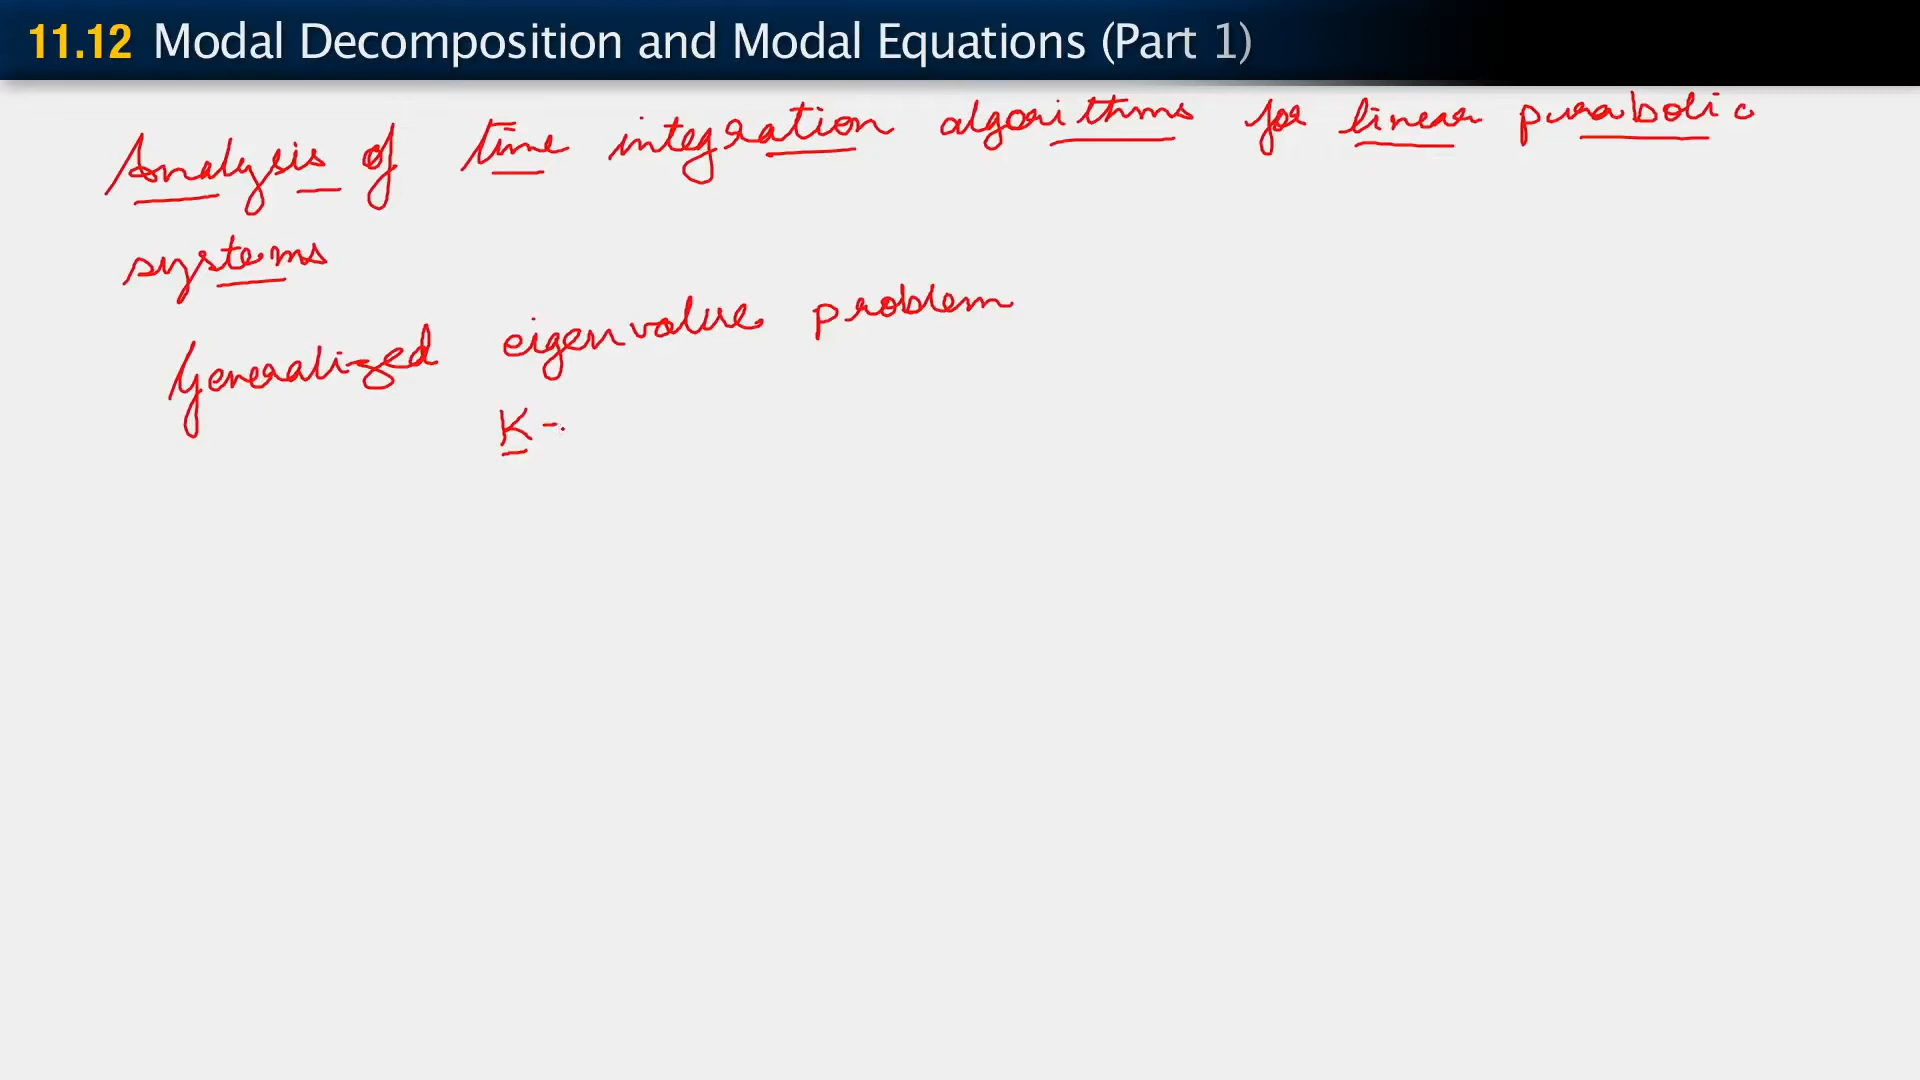 11.12 Modal Decomposition and Modal Equations (Part 1)
Analysis of time integration algorithms for linear parabolic
systems
Generalized eigenvalue problem
K -